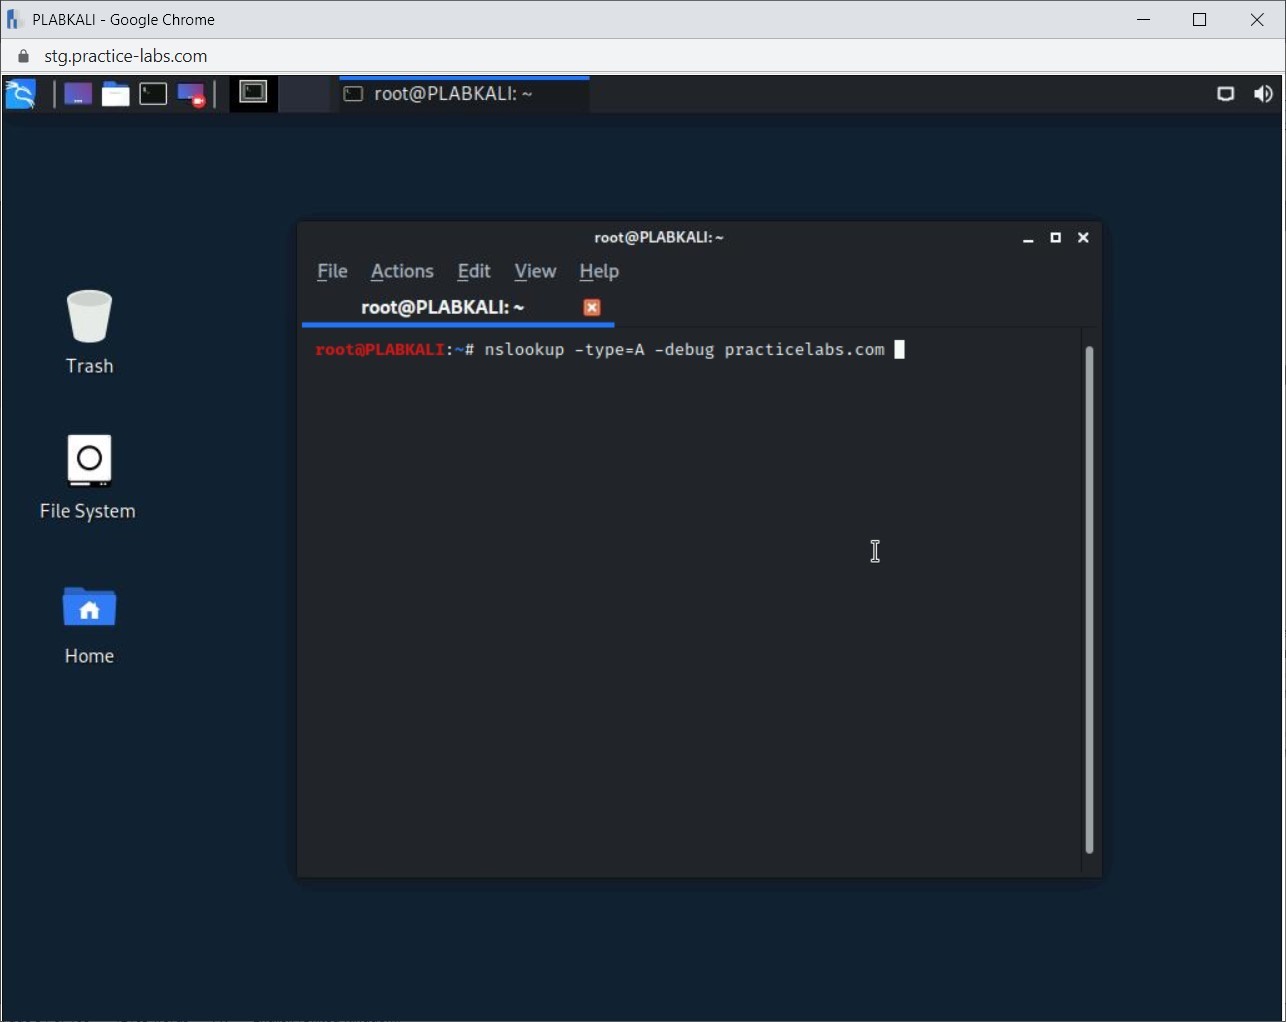 PLABKALI - Google Chrome
stg.practice-labs.com
root@PLABKALI: ~
root@PLABKALI: ~
File Actions Edit View Help
root@PLABKALI: ~
root@PLABKALI:~# nslookup -type=A -debug practicelabs.com
Trash
File System
Home